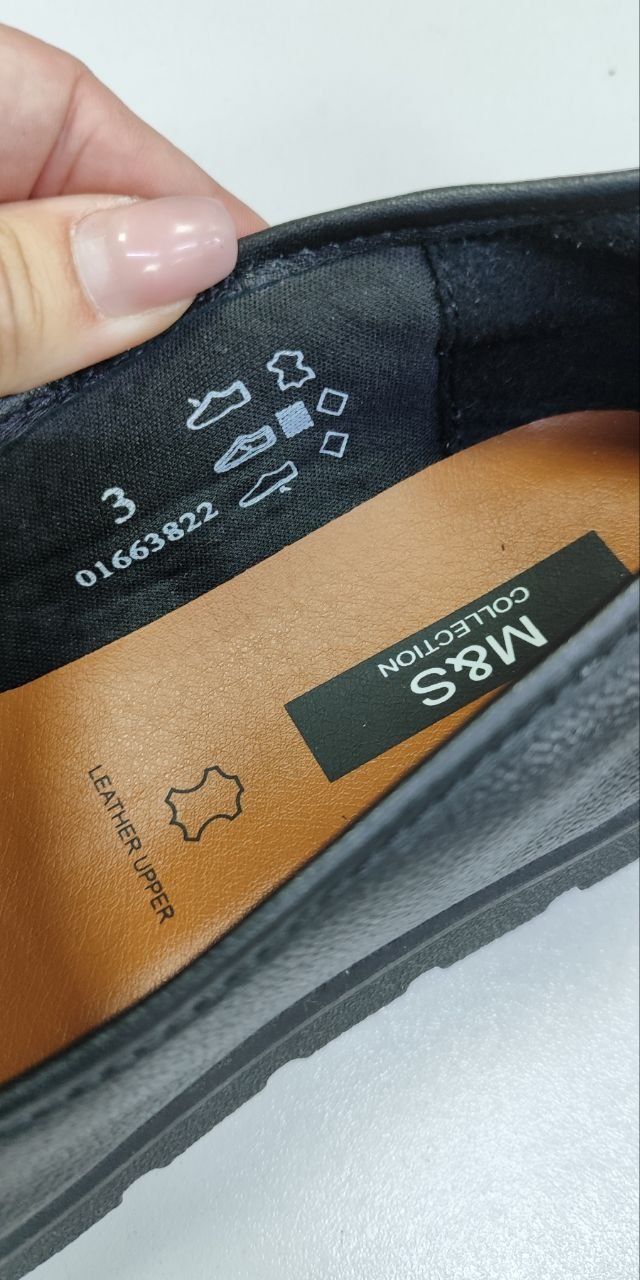 3
01663822
M&S
COLLECTION
LEATHER UPPER